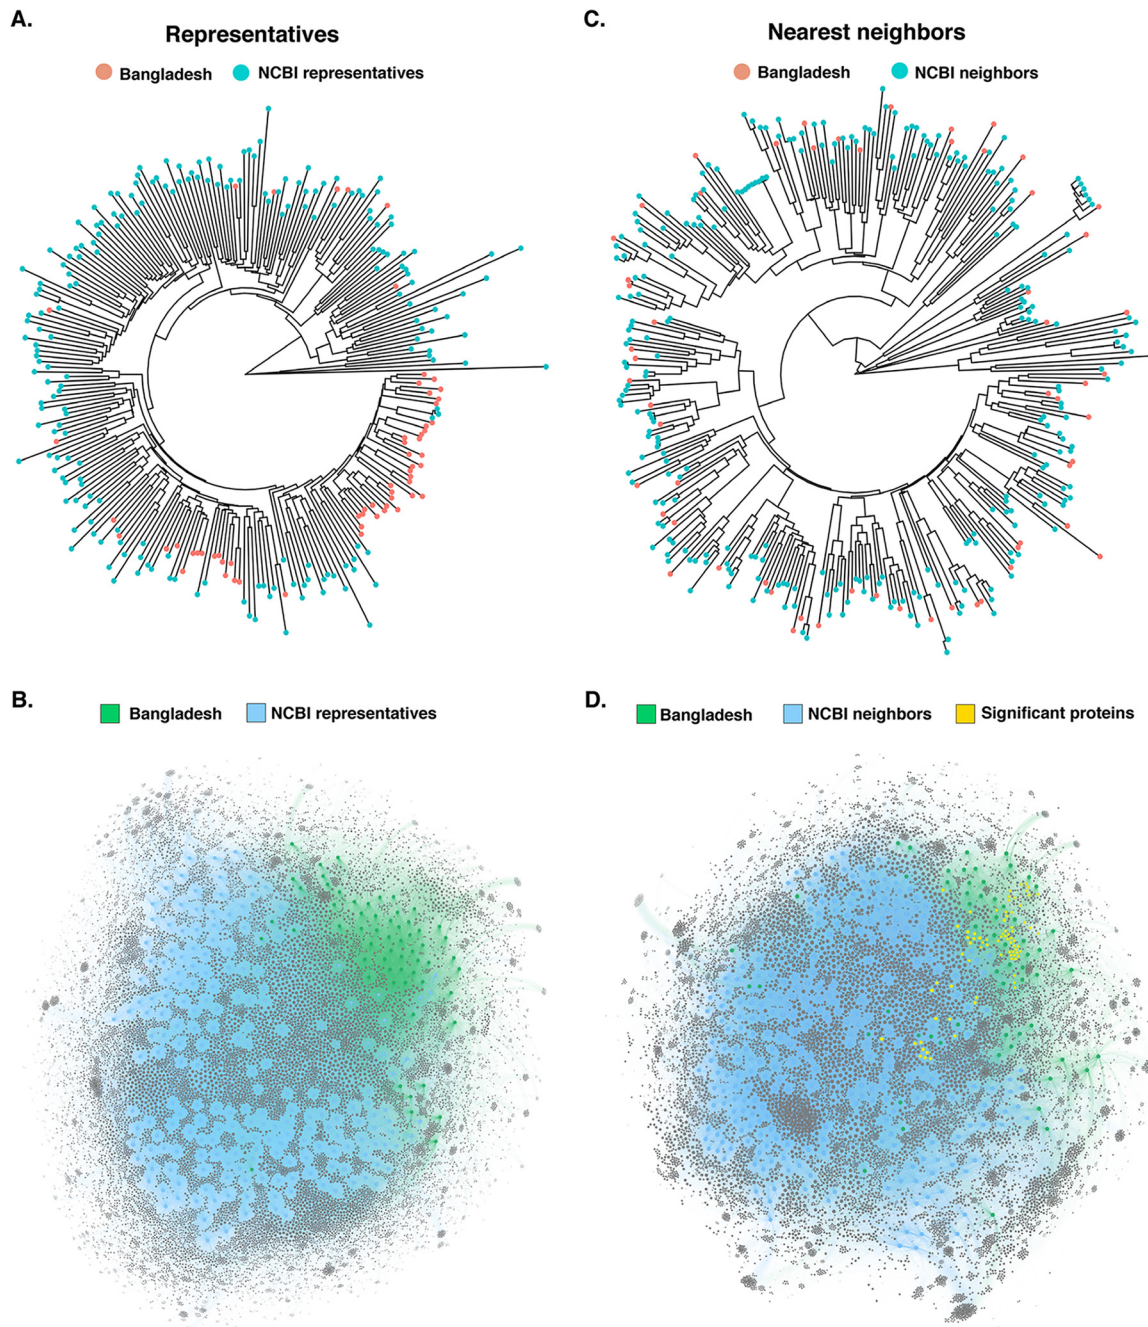 A.
Representatives
Bangladesh NCBI representatives
C.
Nearest neighbors
Bangladesh NCBI neighbors
B.
Bangladesh NCBI representatives
D.
Bangladesh NCBI neighbors Significant proteins